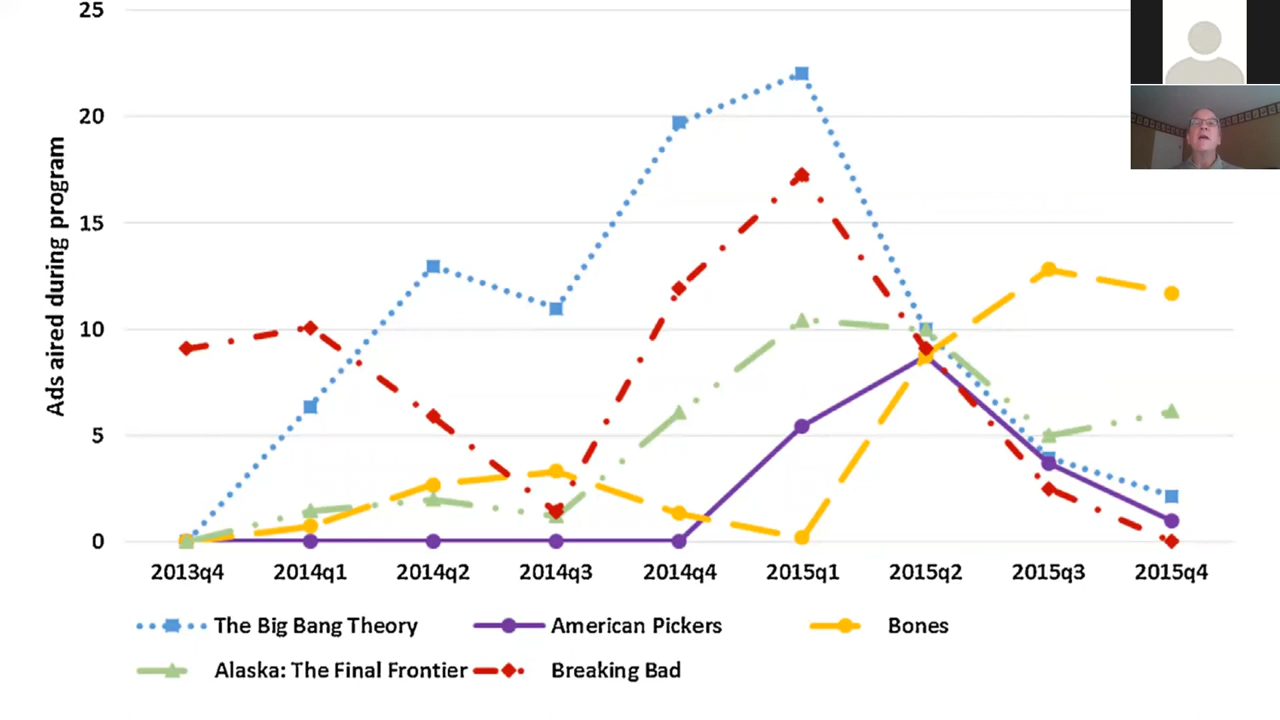 25
20
15
10
5
0
Ads aired during program
2013q4 2014q1 2014q2 2014q3 2014q4 2015q1 2015q2 2015q3 2015q4
The Big Bang Theory American Pickers Bones
Alaska: The Final Frontier Breaking Bad